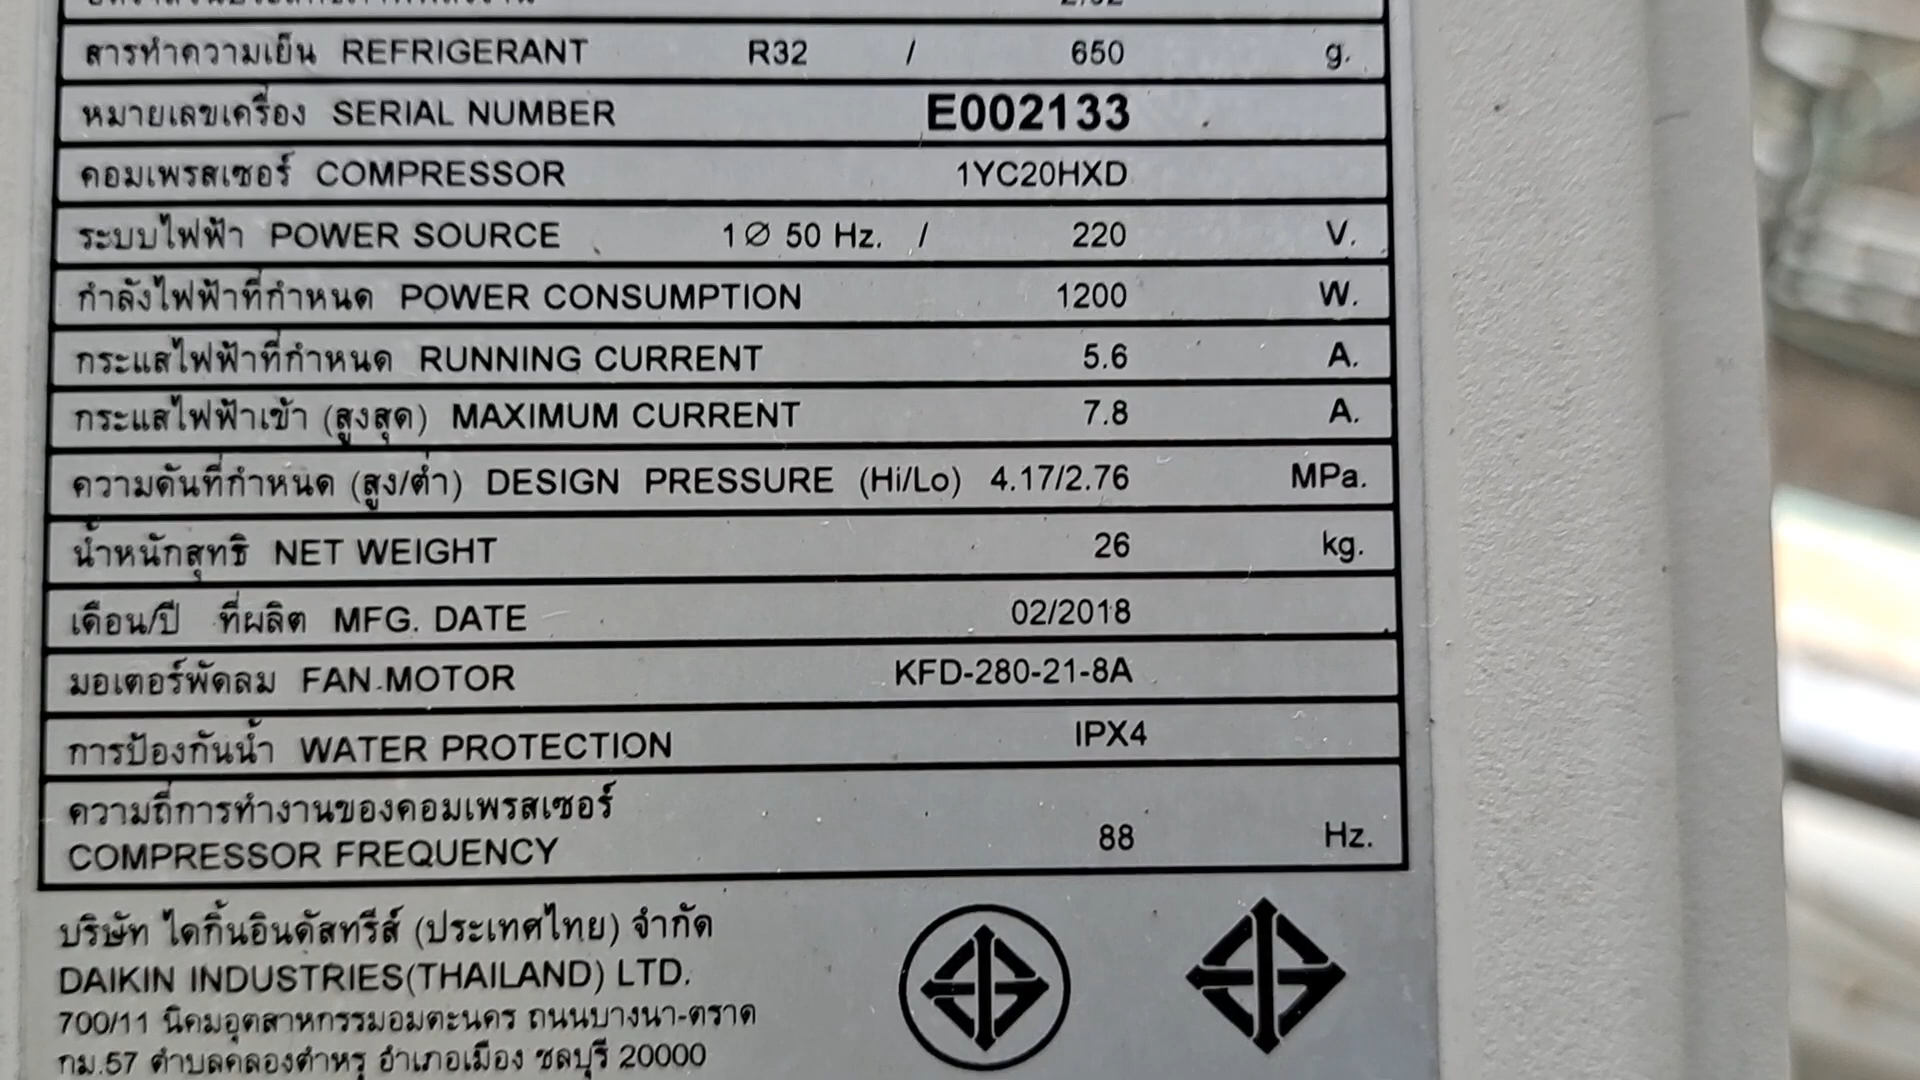 สารทำความเย็น REFRIGERANT R32 / 650 g.
หมายเลขเครื่อง SERIAL NUMBER E002133
คอมเพรสเซอร์ COMPRESSOR 1YC20HXD
ระบบไฟฟ้า POWER SOURCE 1Ø 50 Hz. / 220 V.
กำลังไฟฟ้าที่กำหนด POWER CONSUMPTION 1200 W.
กระแสไฟฟ้าที่กำหนด RUNNING CURRENT 5.6 A.
กระแสไฟฟ้าเข้า (สูงสุด) MAXIMUM CURRENT 7.8 A.
ความดันที่กำหนด (สูง/ต่ำ) DESIGN PRESSURE (Hi/Lo) 4.17/2.76 MPa.
น้ำหนักสุทธิ NET WEIGHT 26 kg.
เดือน/ปี ที่ผลิต MFG. DATE 02/2018
มอเตอร์พัดลม FAN MOTOR KFD-280-21-8A
การป้องกันน้ำ WATER PROTECTION IPX4
ความถี่การทำงานของคอมเพรสเซอร์
COMPRESSOR FREQUENCY 88 Hz.
บริษัท ไดกิ้นอินดัสทรีส์ (ประเทศไทย) จำกัด
DAIKIN INDUSTRIES(THAILAND) LTD.
700/11 นิคมอุตสาหกรรมอมตะนคร ถนนบางนา-ตราด
กม.57 ตำบลคลองตำหรุ อำเภอเมือง ชลบุรี 20000